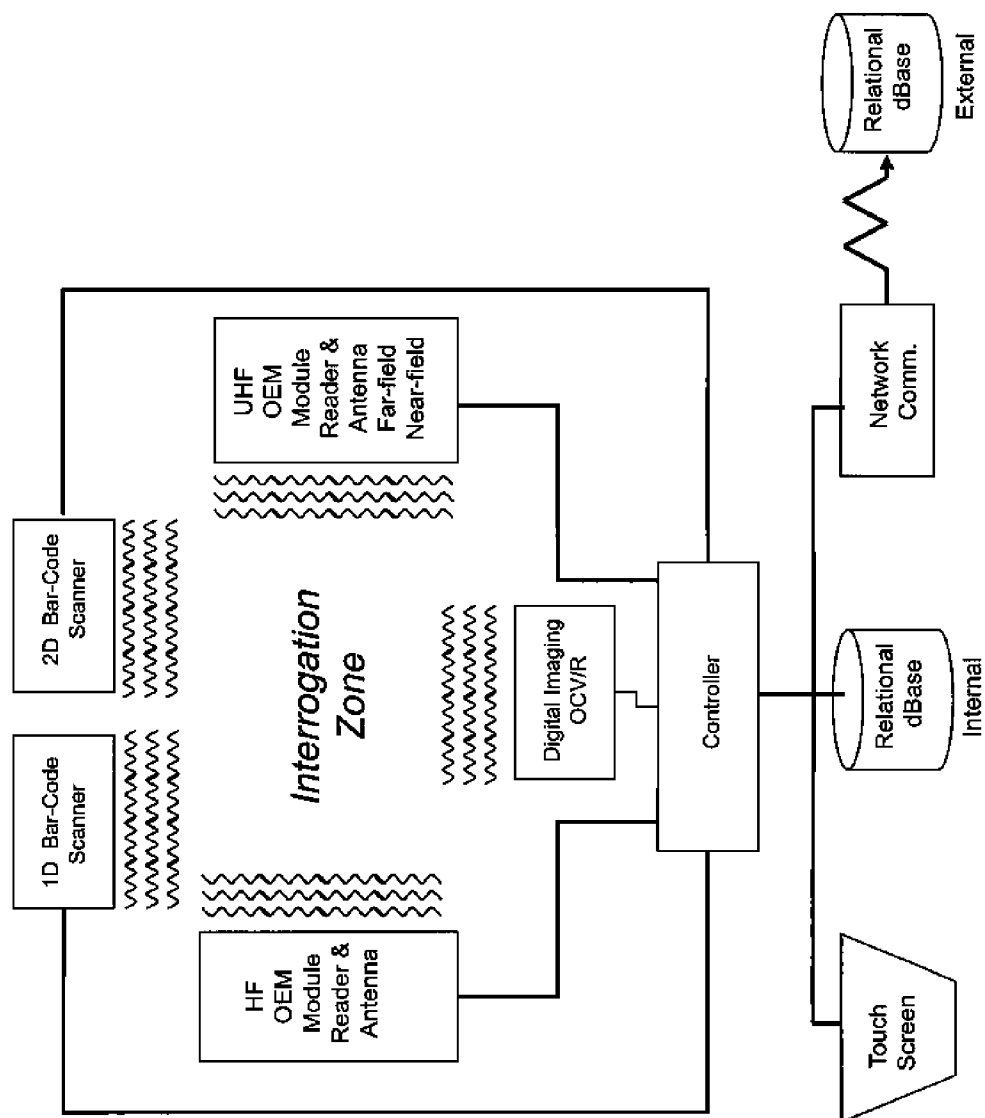 1D Bar-Code
Scanner
2D Bar-Code
Scanner
HF
OEM
Module
Reader &
Antenna
Interrogation
Zone
UHF
OEM
Module
Reader &
Antenna
Far-field
Near-field
Digital Imaging
OCV/R
Controller
Touch
Screen
Relational
dBase
Internal
Network
Comm.
Relational
dBase
External